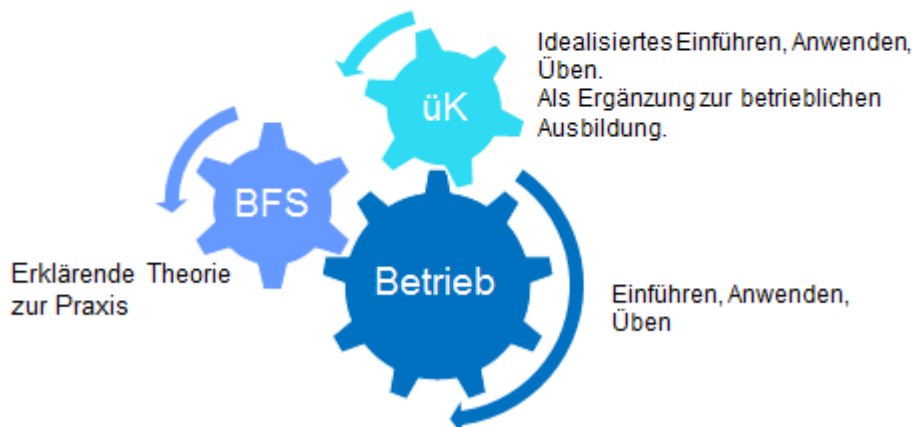 Idealisiertes Einführen, Anwenden,
Üben.
Als Ergänzung zur betrieblichen
Ausbildung.
üK
BFS
Erklärende Theorie
zur Praxis
Betrieb
Einführen, Anwenden,
Üben